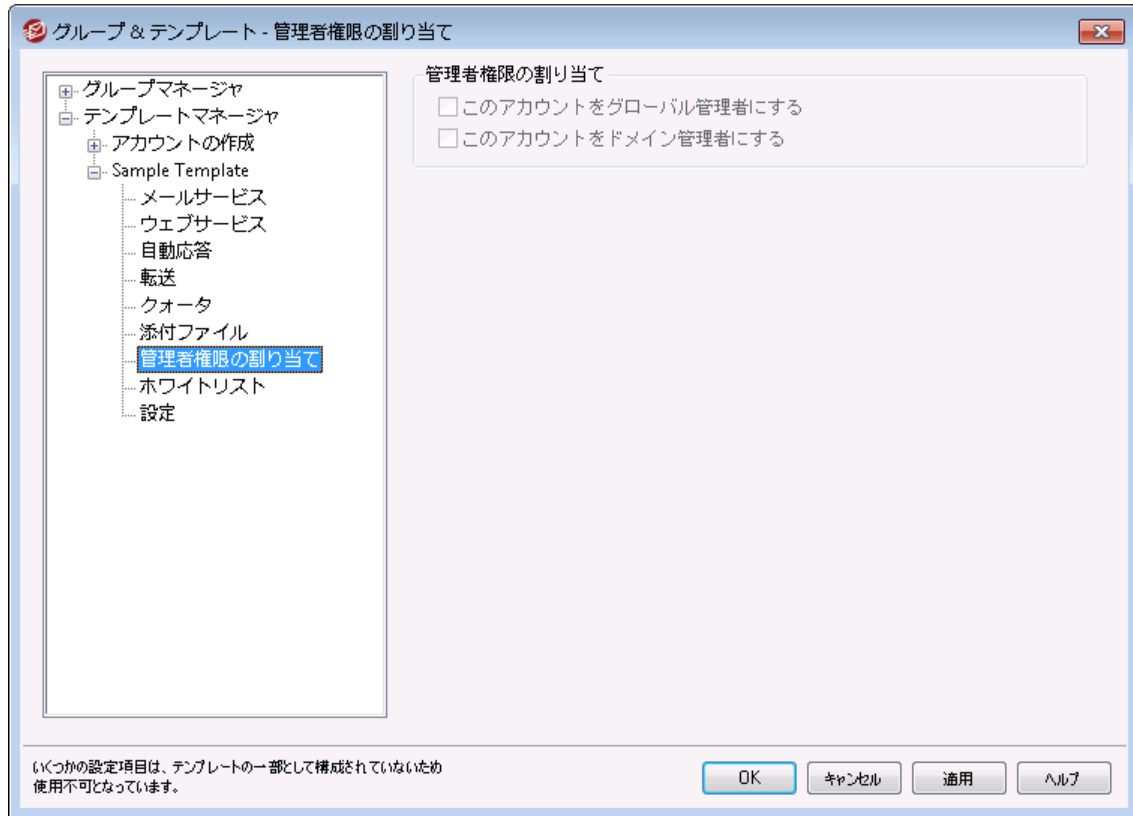 グループ & テンプレート - 管理者権限の割り当て
グループマネージャ
テンプレートマネージャ
アカウントの作成
Sample Template
メールサービス
ウェブサービス
自動応答
転送
クォータ
添付ファイル
管理者権限の割り当て
ホワイトリスト
設定
管理者権限の割り当て
このアカウントをグローバル管理者にする
このアカウントをドメイン管理者にする
いくつかの設定項目は、テンプレートの一部として構成されていないため
使用不可となっています。
OK
キャンセル
適用
ヘルプ